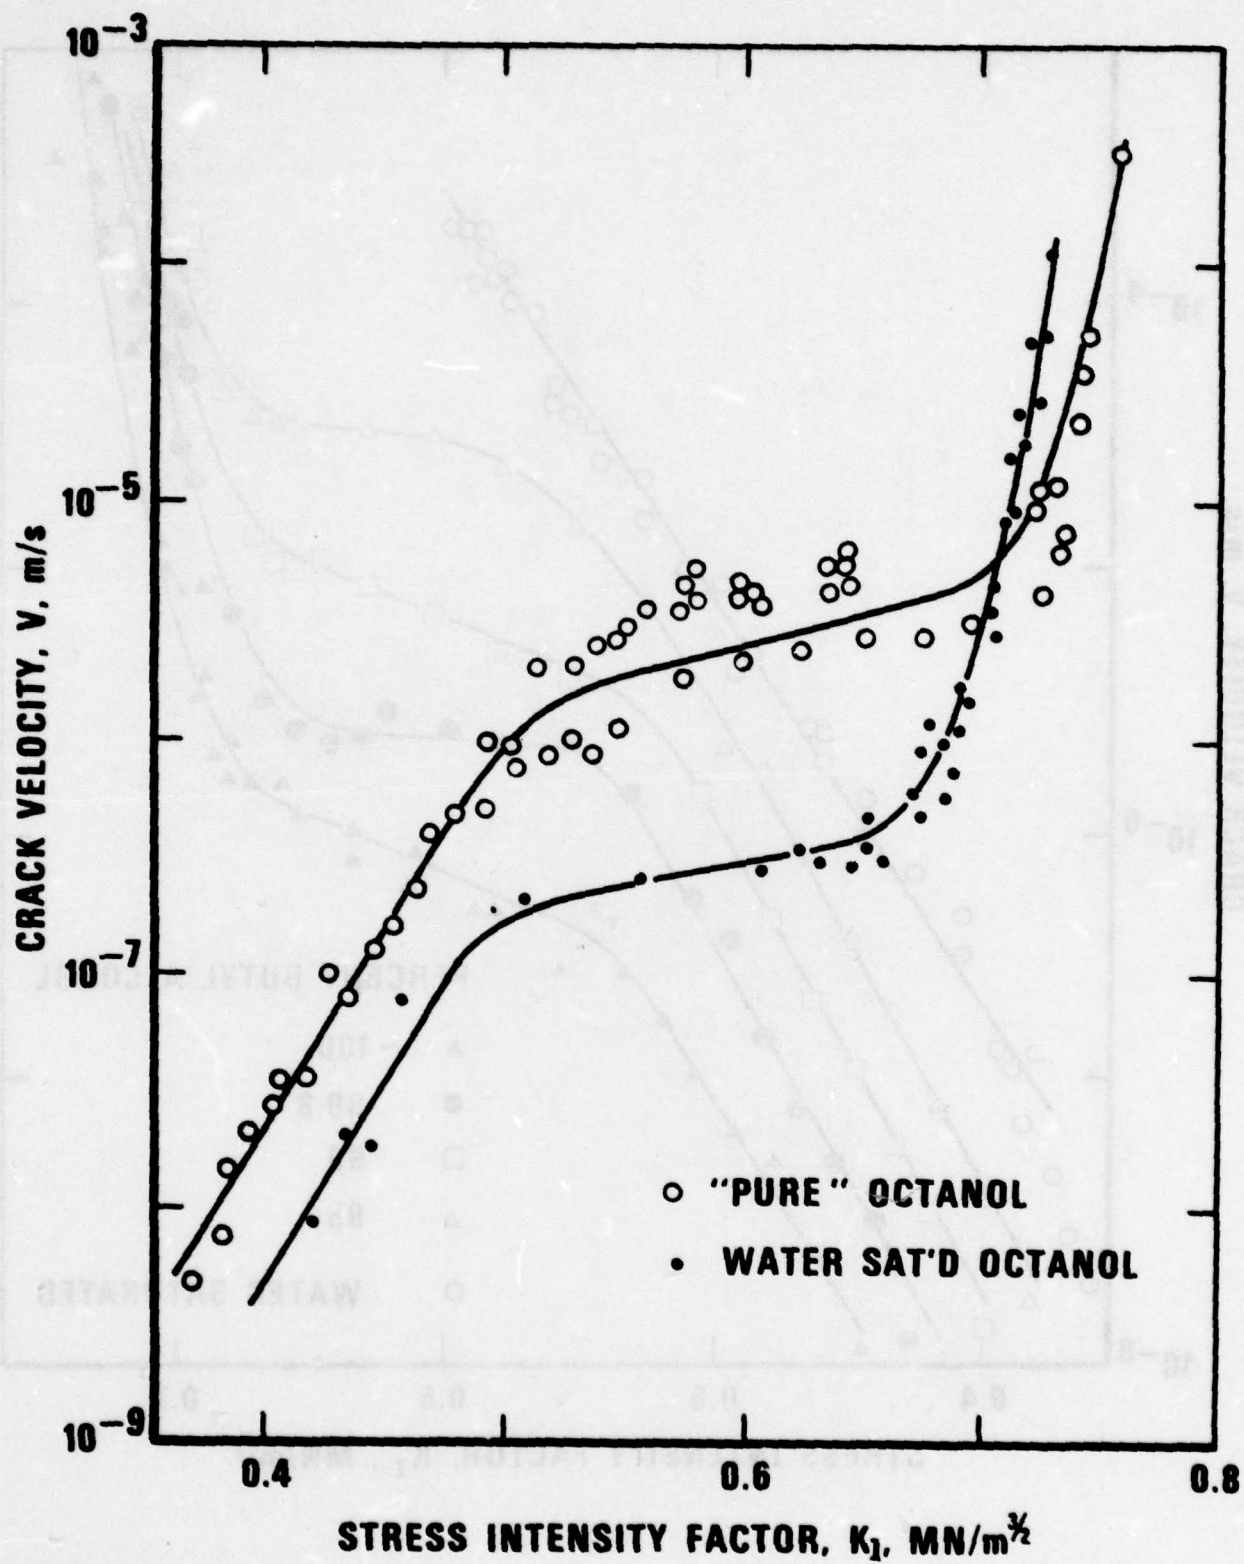 10⁻³
10⁻⁵
10⁻⁷
10⁻⁹
CRACK VELOCITY, V, m/s
"PURE" OCTANOL
WATER SAT'D OCTANOL
0.4
0.6
0.8
STRESS INTENSITY FACTOR, K₁, MN/m³⁄²